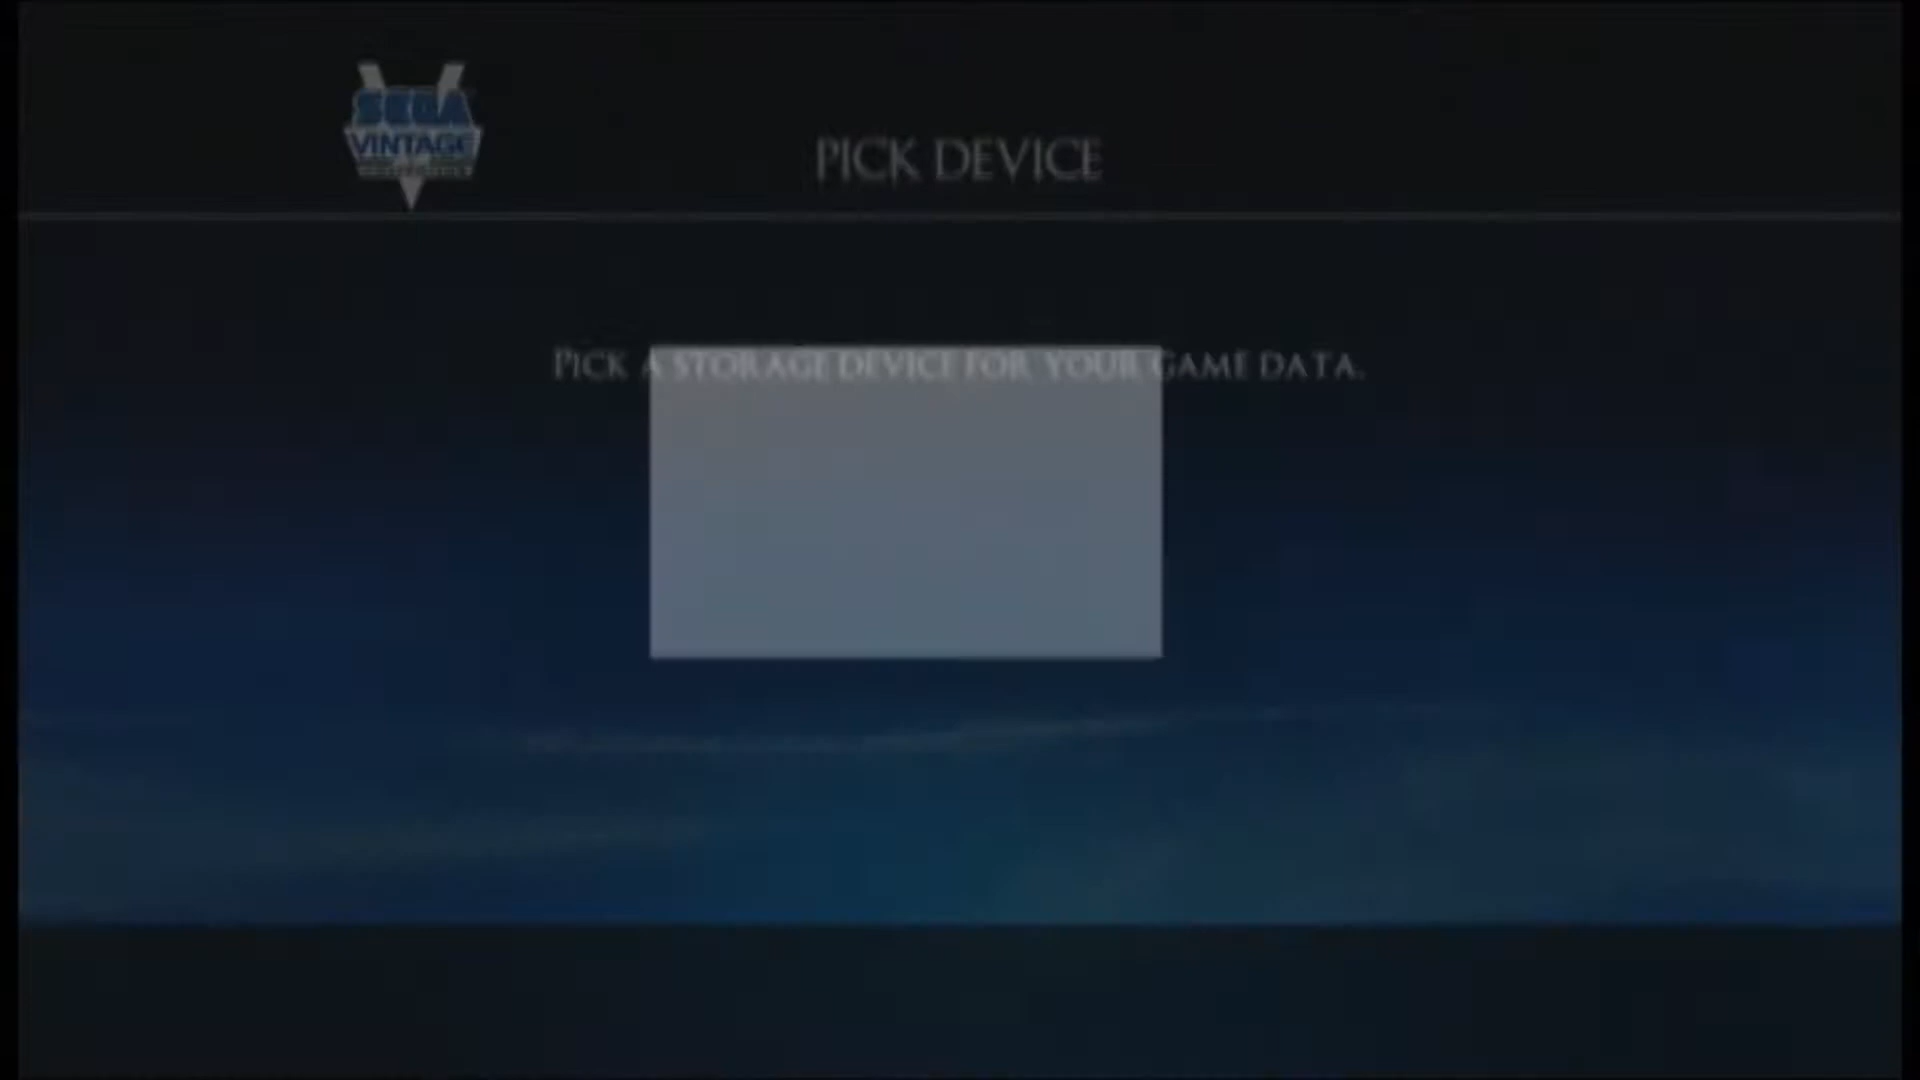 SEGA
VINTAGE
PICK DEVICE
PICK A STORAGE DEVICE FOR YOUR GAME DATA.